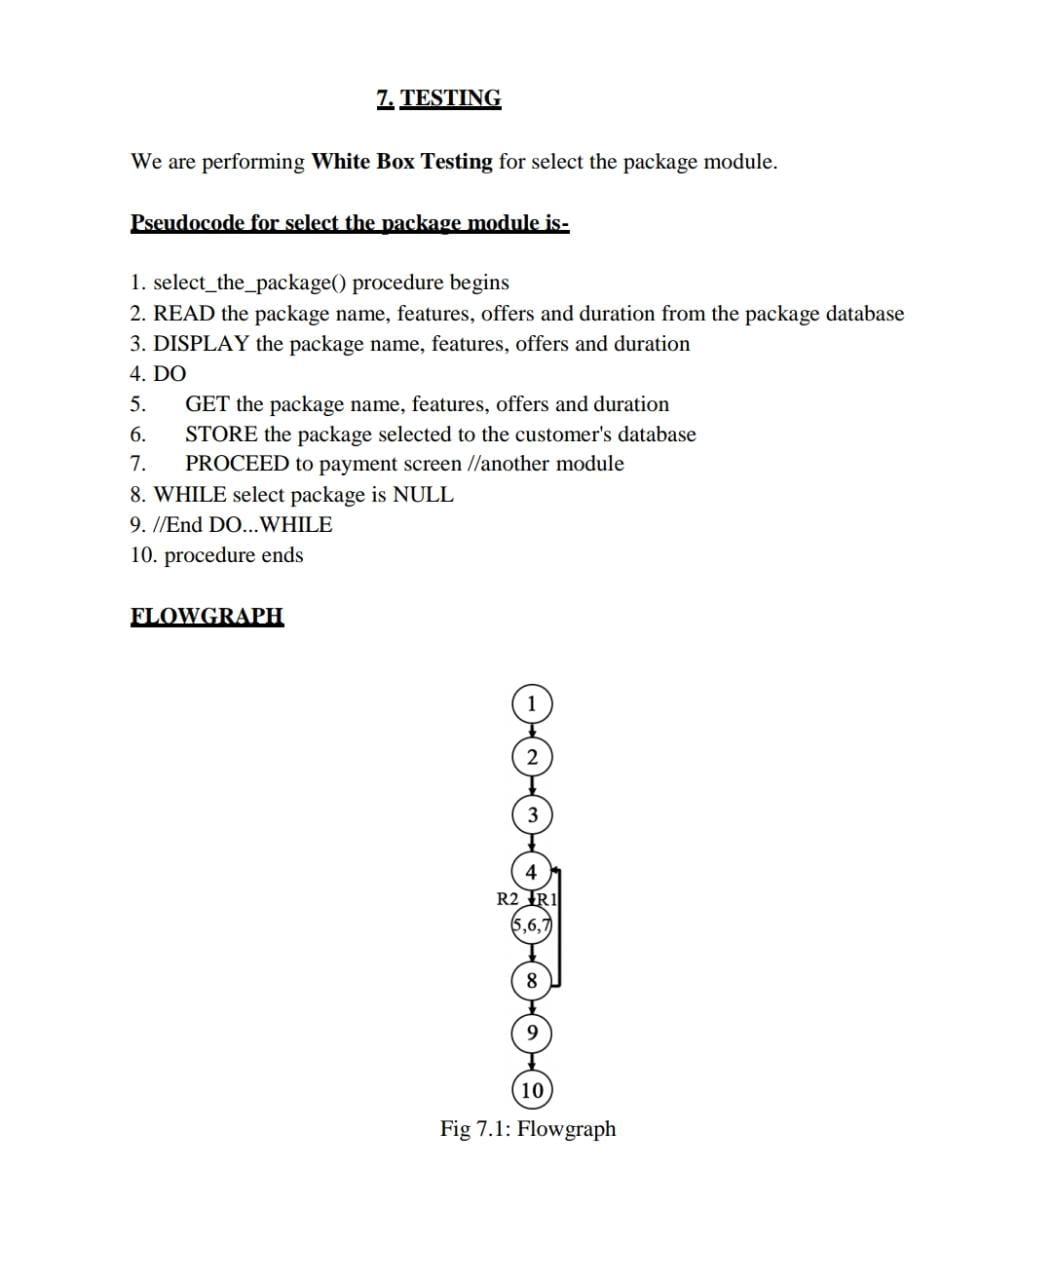 7. TESTING
We are performing White Box Testing for select the package module.
Pseudocode for select the package module is-
1. select_the_package() procedure begins
2. READ the package name, features, offers and duration from the package database
3. DISPLAY the package name, features, offers and duration
4. DO
5. GET the package name, features, offers and duration
6. STORE the package selected to the customer's database
7. PROCEED to payment screen //another module
8. WHILE select package is NULL
9. //End DO...WHILE
10. procedure ends
FLOWGRAPH
1
2
3
4
R2 R1
5,6,7
8
9
10
Fig 7.1: Flowgraph